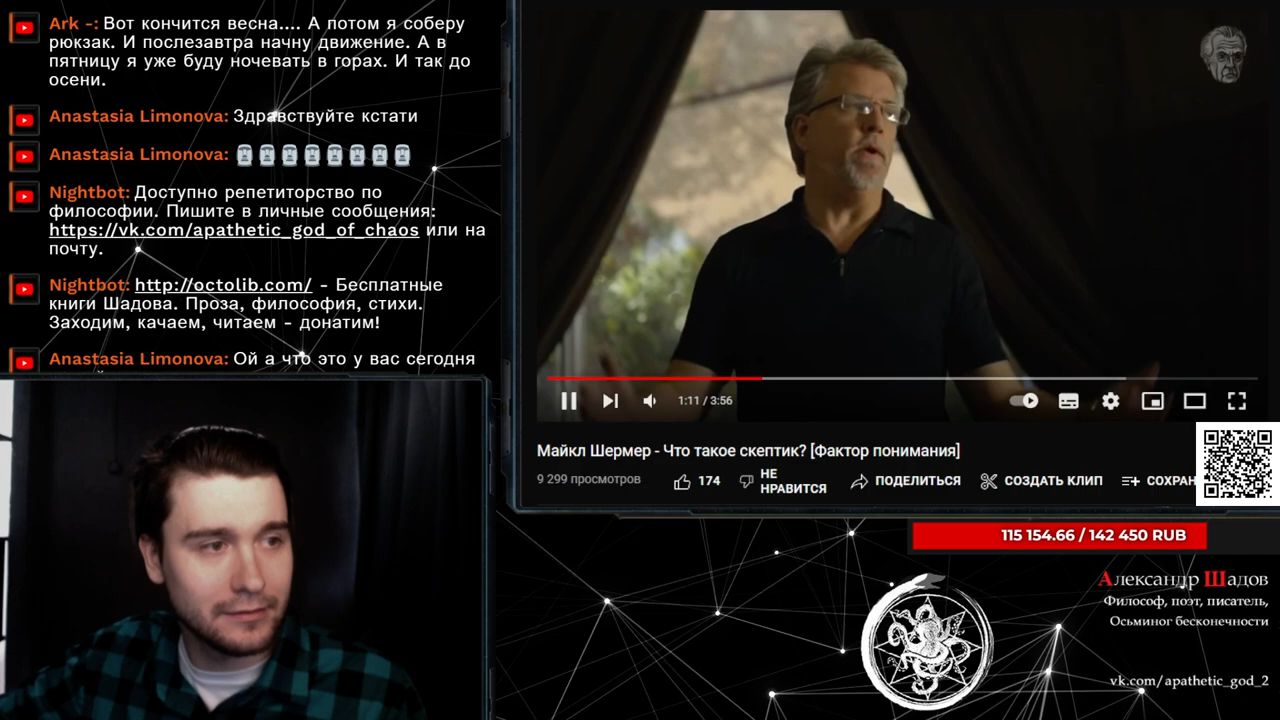 Ark -: Вот кончится весна.... А потом я соберу
рюкзак. И послезавтра начну движение. А в
пятницу я уже буду ночевать в горах. И так до
осени.
Anastasia Limonova: Здравствуйте кстати
Anastasia Limonova: 🗿🗿🗿🗿🗿🗿🗿🗿
Nightbot: Доступно репетиторство по
философии. Пишите в личные сообщения:
https://vk.com/apathetic_god_of_chaos или на
почту.
Nightbot: http://octolib.com/ - Бесплатные
книги Шадова. Проза, философия, стихи.
Заходим, качаем, читаем - донатим!
Anastasia Limonova: Ой а что это у вас сегодня
1:11 / 3:56
Майкл Шермер - Что такое скептик? [Фактор понимания]
9 299 просмотров
174
НЕ
НРАВИТСЯ
ПОДЕЛИТЬСЯ
СОЗДАТЬ КЛИП
СОХРАН
115 154.66 / 142 450 RUB
Александр Шадов
Философ, поэт, писатель,
Осьминог бесконечности
vk.com/apathetic_god_2